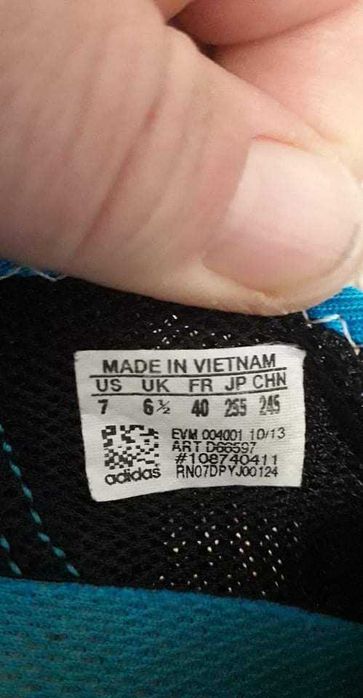 MADE IN VIETNAM
US UK FR JP CHN
7 6½ 40 255 245
EVM 004001 10/13
ART D66597
#108740411
adidas RN07DPYJ00124